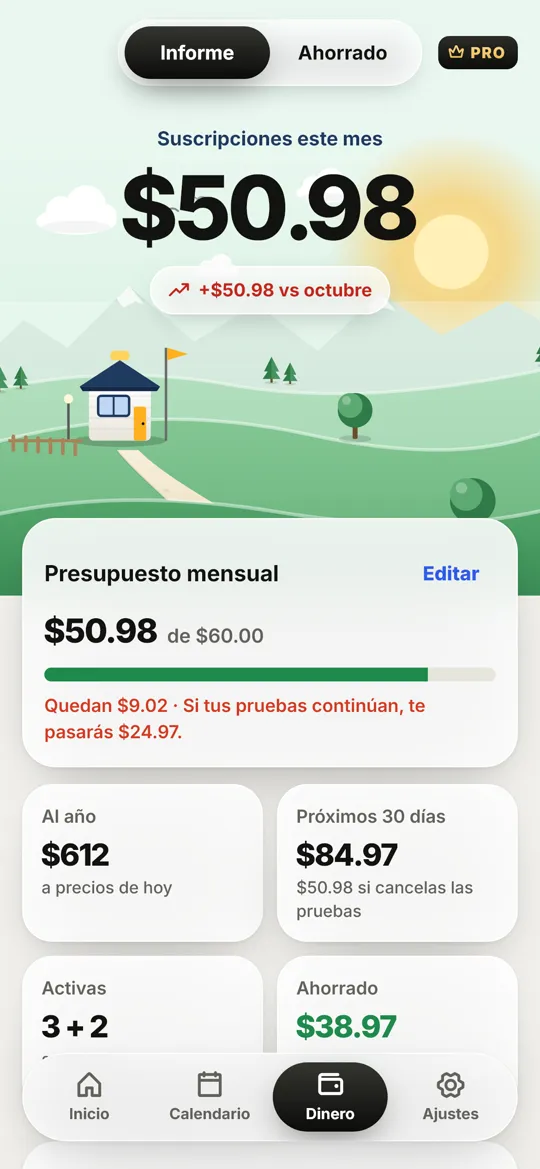 Informe
Ahorrado
PRO
Suscripciones este mes
$50.98
+$50.98 vs octubre
Presupuesto mensual
Editar
$50.98 de $60.00
Quedan $9.02 · Si tus pruebas continúan, te
pasarás $24.97.
Al año
$612
a precios de hoy
Próximos 30 días
$84.97
$50.98 si cancelas las
pruebas
Activas
3 + 2
Ahorrado
$38.97
Inicio
Calendario
Dinero
Ajustes